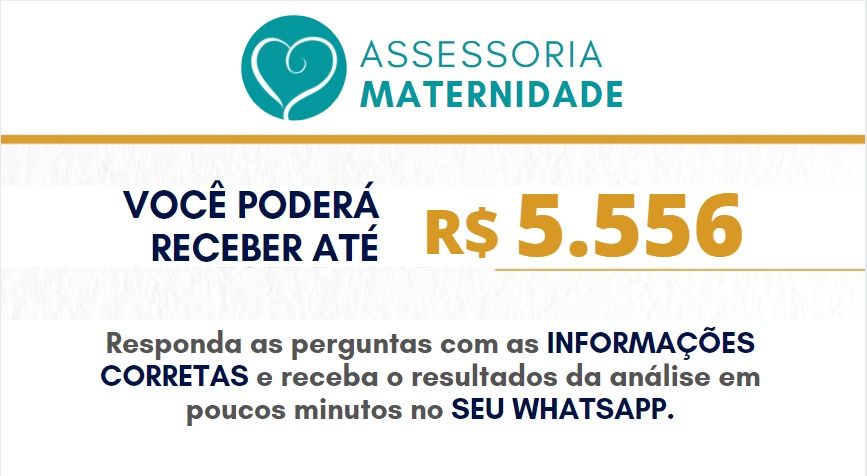 ASSESSORIA
MATERNIDADE
VOCÊ PODERÁ
RECEBER ATÉ
R$ 5.556
Responda as perguntas com as INFORMAÇÕES
CORRETAS e receba o resultados da análise em
poucos minutos no SEU WHATSAPP.